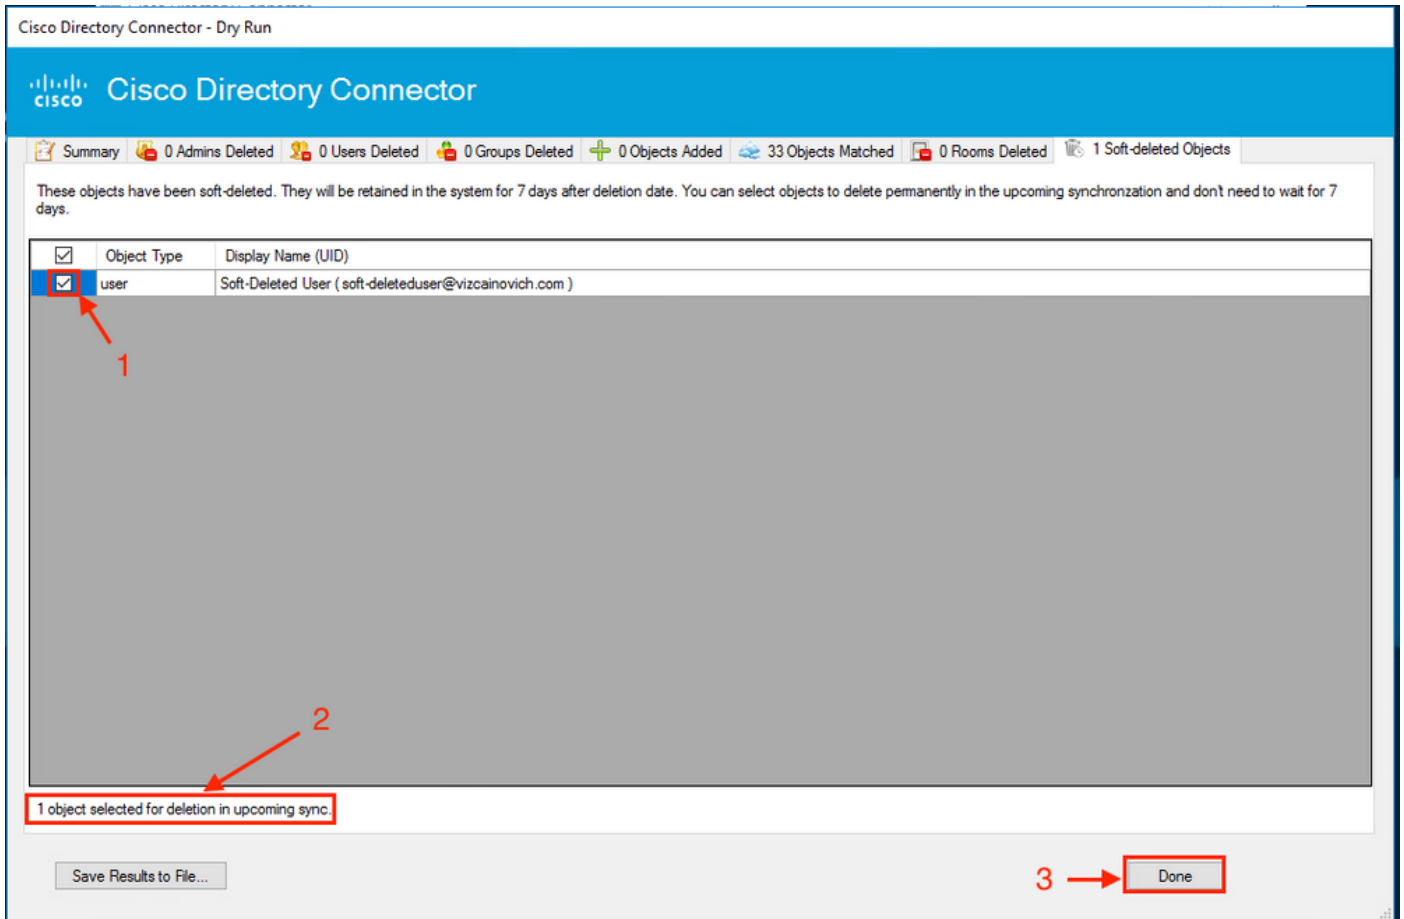 Cisco Directory Connector - Dry Run
CISCO Cisco Directory Connector
Summary 0 Admins Deleted 0 Users Deleted 0 Groups Deleted 0 Objects Added 33 Objects Matched 0 Rooms Deleted 1 Soft-deleted Objects
These objects have been soft-deleted. They will be retained in the system for 7 days after deletion date. You can select objects to delete permanently in the upcoming synchronzation and don't need to wait for 7
days.
Object Type Display Name (UID)
user Soft-Deleted User ( soft-deleteduser@vizcainovich.com )
1
2
1 object selected for deletion in upcoming sync.
Save Results to File... 3 Done